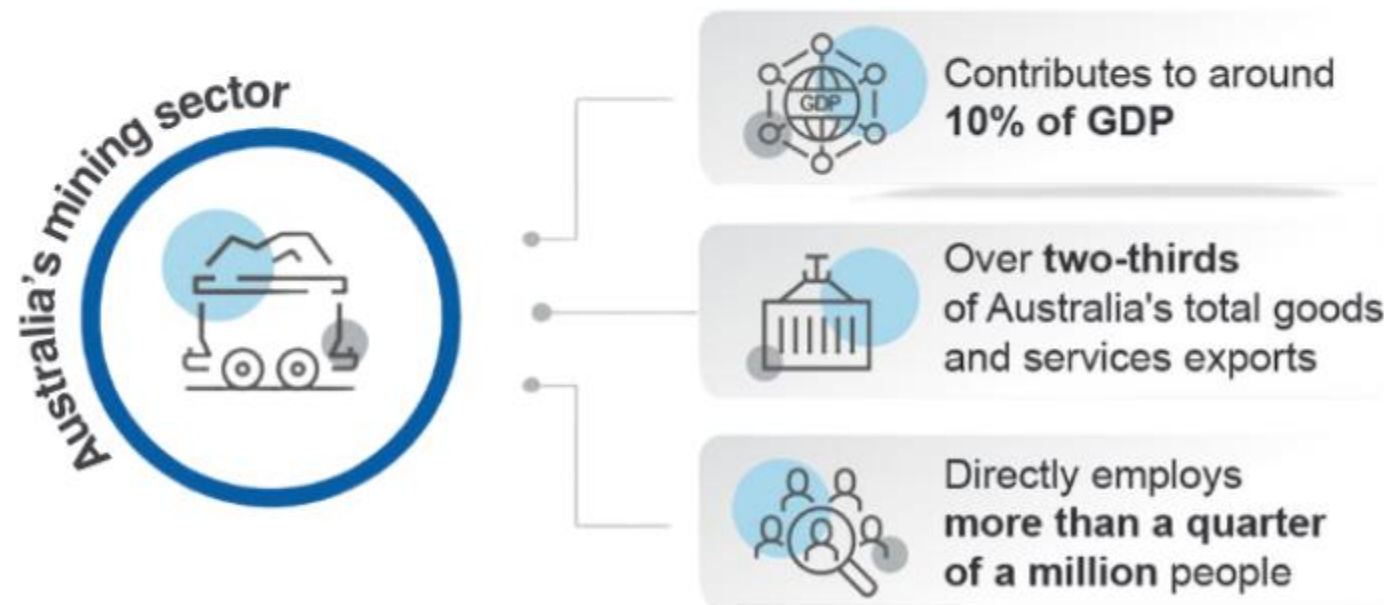 Australia's mining sector
GDP
Contributes to around
10% of GDP
Over two-thirds
of Australia's total goods
and services exports
Directly employs
more than a quarter
of a million people